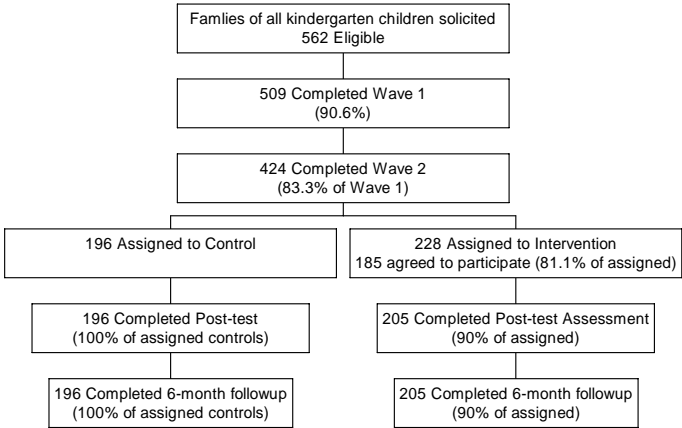 Famlies of all kindergarten children solicited
562 Eligible
509 Completed Wave 1
(90.6%)
424 Completed Wave 2
(83.3% of Wave 1)
196 Assigned to Control
228 Assigned to Intervention
185 agreed to participate (81.1% of assigned)
196 Completed Post-test
(100% of assigned controls)
205 Completed Post-test Assessment
(90% of assigned)
196 Completed 6-month followup
(100% of assigned controls)
205 Completed 6-month followup
(90% of assigned)